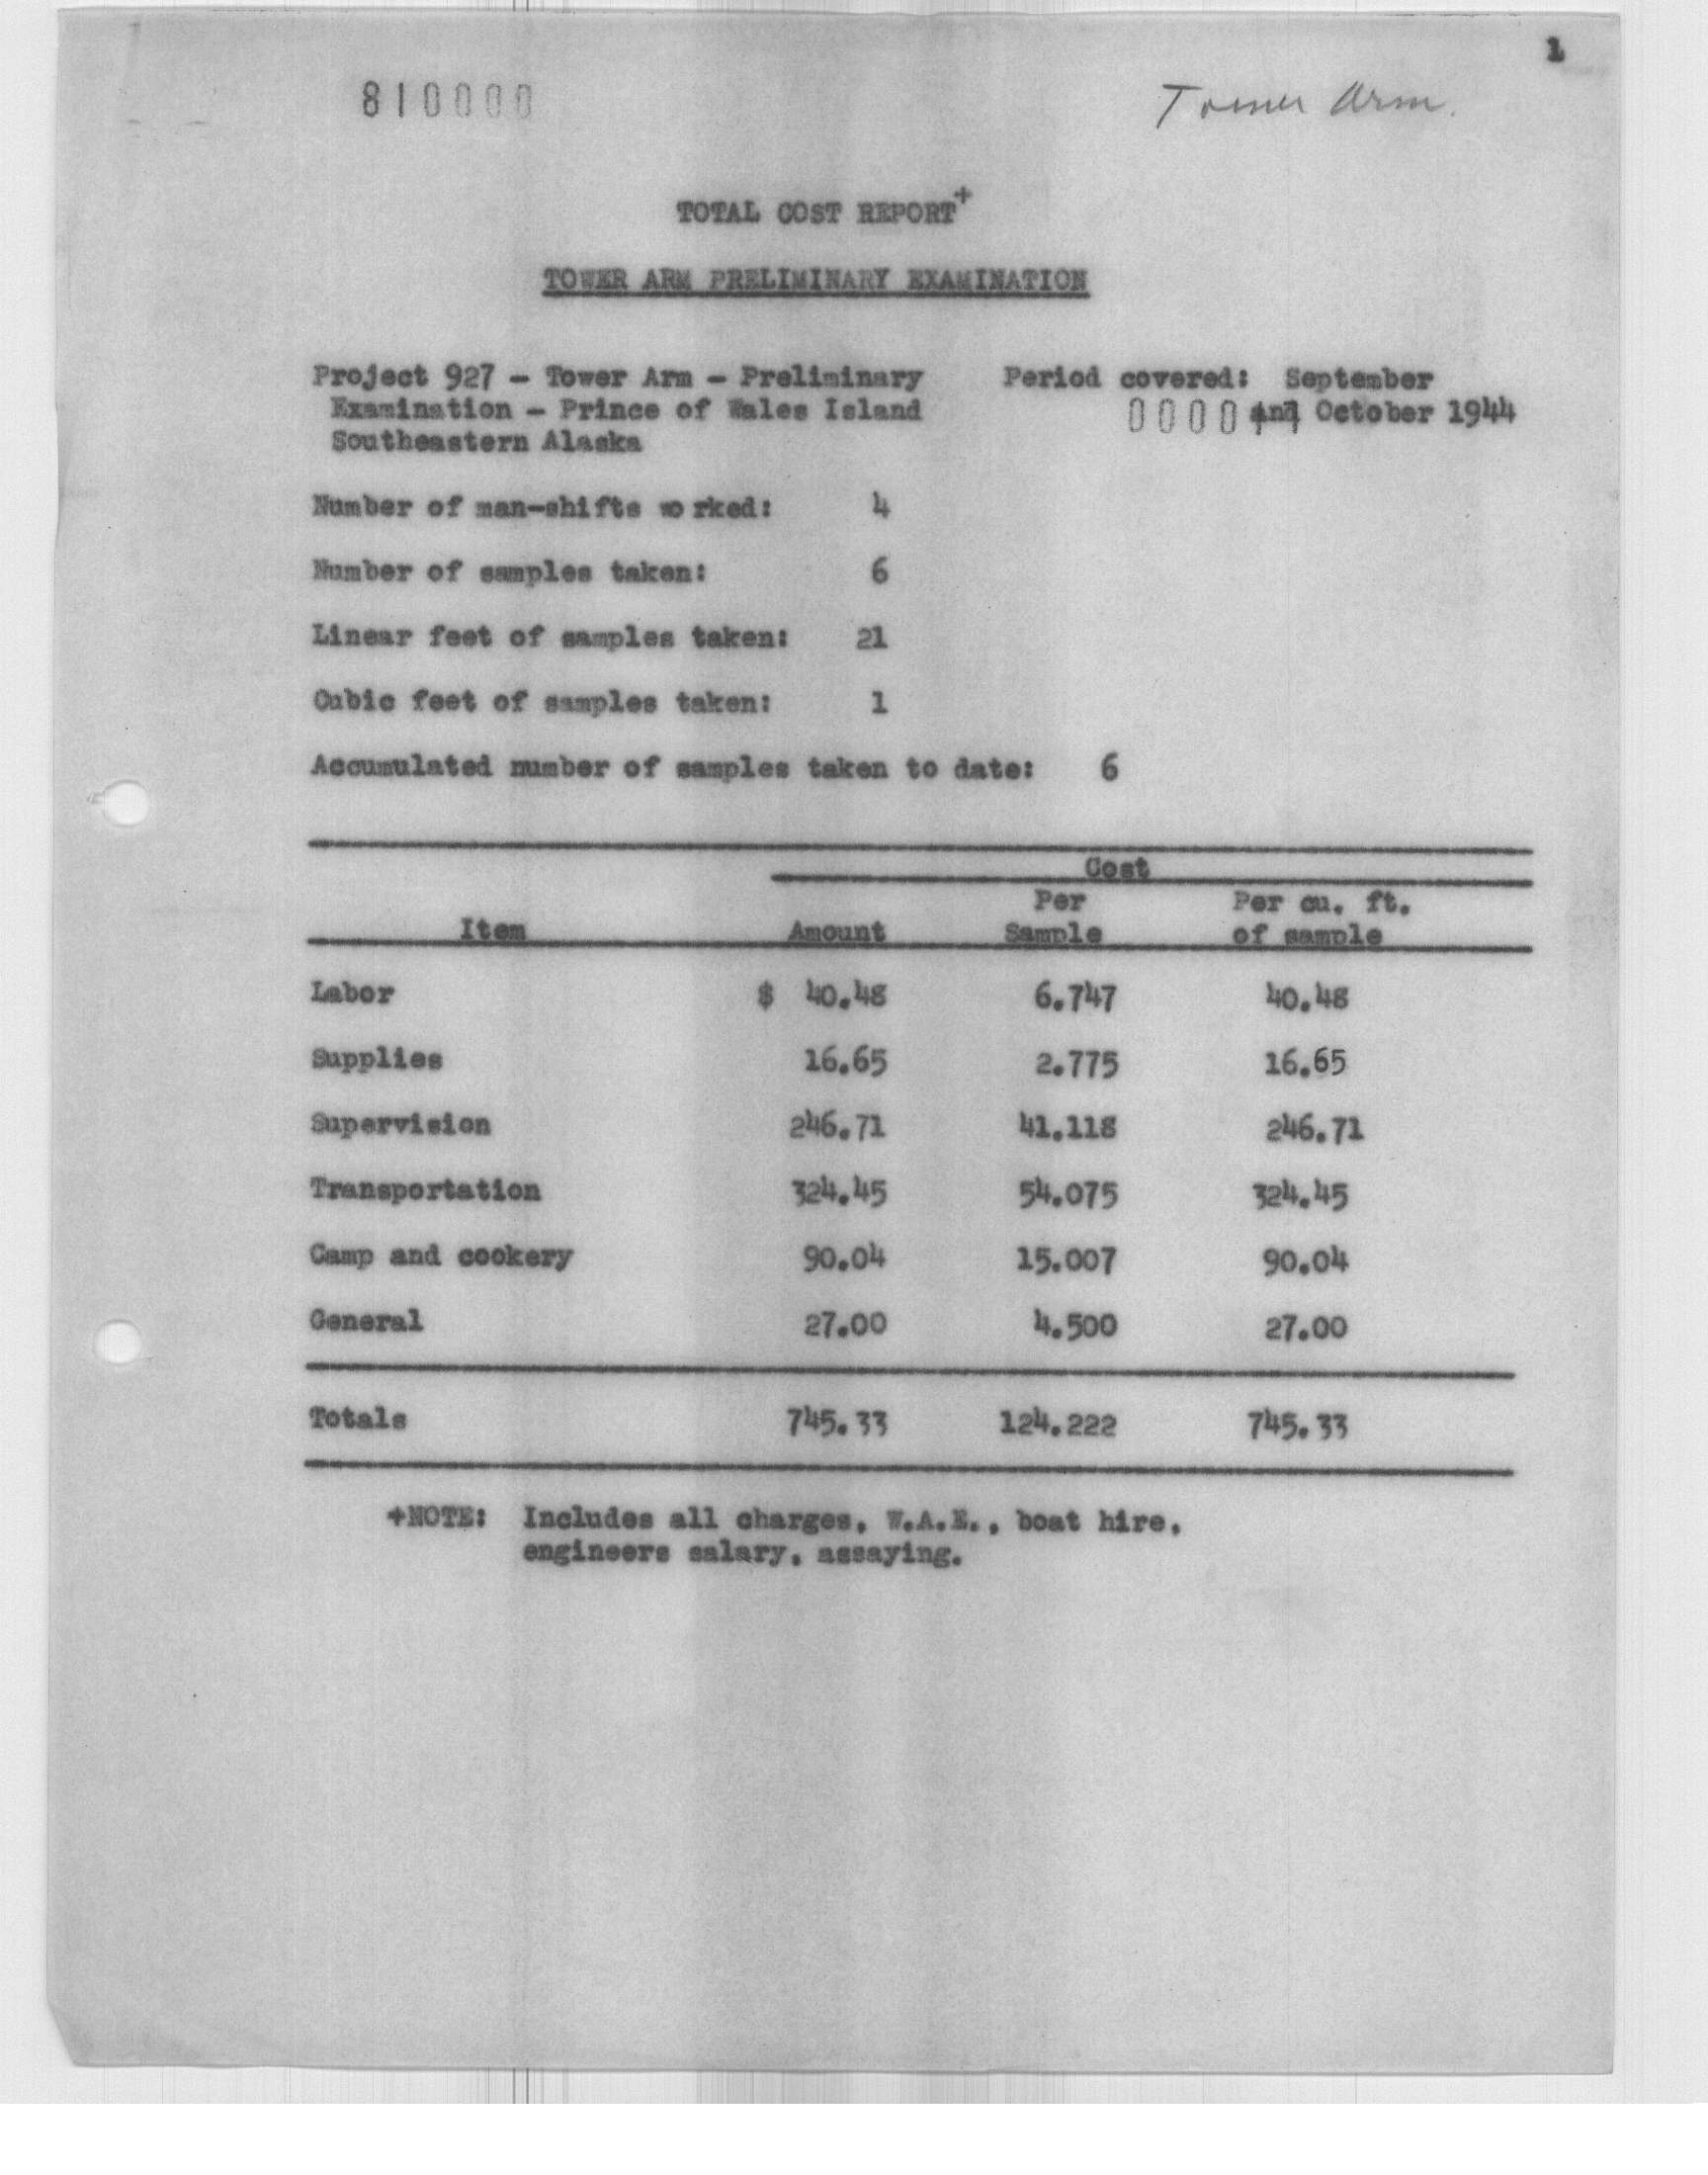 1
810000
Tower Arm.
TOTAL COST REPORT+
TOWER ARM PRELIMINARY EXAMINATION
Project 927 - Tower Arm - Preliminary
Examination - Prince of Wales Island
Southeastern Alaska
Period covered: September
and October 1944
0000
Number of man-shifts wo rked: 4
Number of samples taken: 6
Linear feet of samples taken: 21
Cubic feet of samples taken: 1
Accumulated number of samples taken to date: 6
Cost
Per Per cu. ft.
Item Amount Sample of sample
Labor $ 40.48 6.747 40.48
Supplies 16.65 2.775 16.65
Supervision 246.71 41.118 246.71
Transportation 324.45 54.075 324.45
Camp and cookery 90.04 15.007 90.04
General 27.00 4.500 27.00
Totals 745.33 124.222 745.33
+NOTE: Includes all charges, W.A.E., boat hire,
engineers salary, assaying.